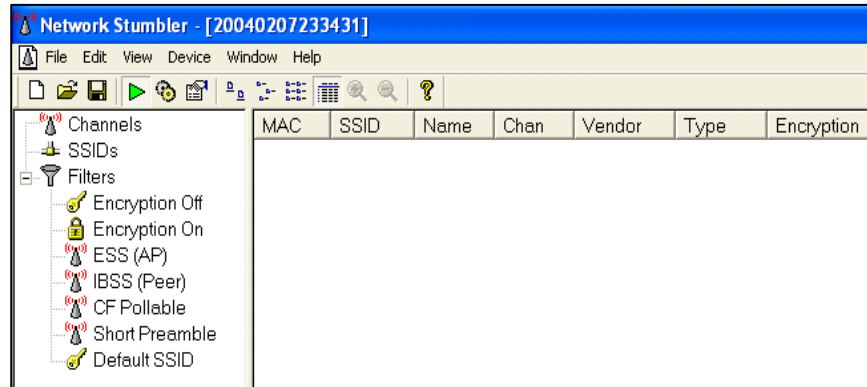 Network Stumbler - [20040207233431]
File Edit View Device Window Help
Channels
SSIDs
Filters
Encryption Off
Encryption On
ESS (AP)
IBSS (Peer)
CF Pollable
Short Preamble
Default SSID
MAC SSID Name Chan Vendor Type Encryption